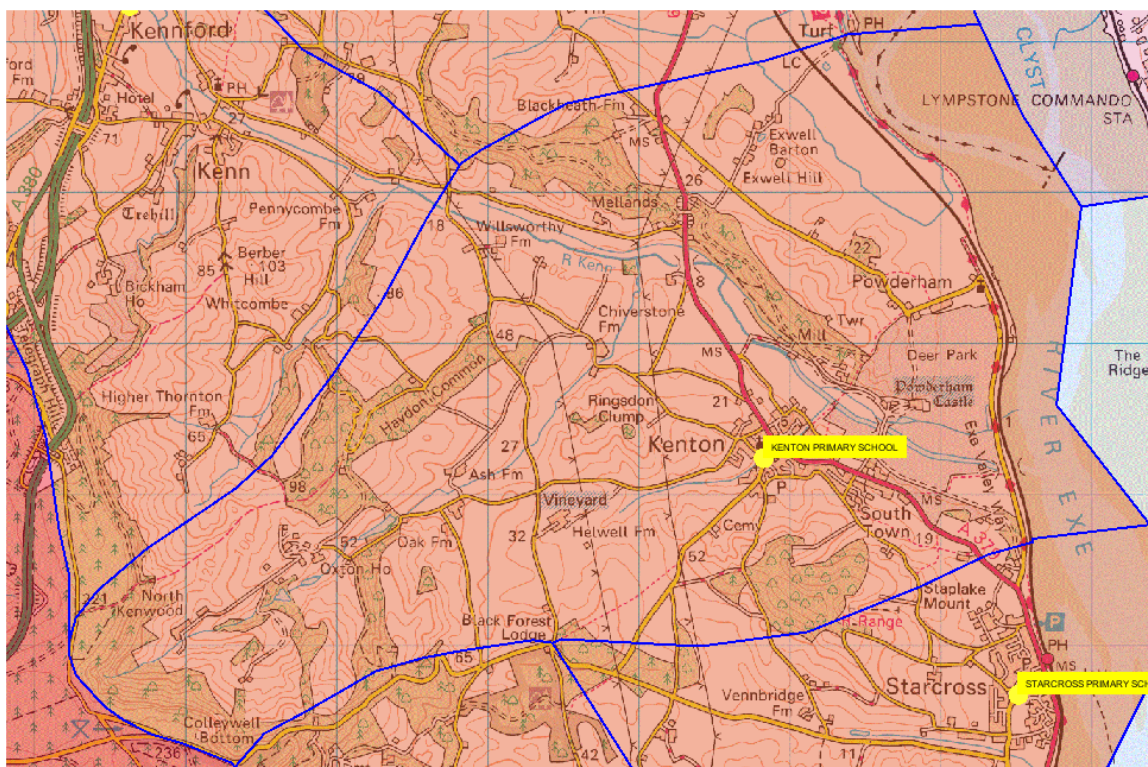 Kennford
Turf
PH
CLYST
LC
79
PH
Hotel
27
71
Blackheath Fm
MS
LYMPSTONE COMMANDO
STA
Exwell
Barton
Exwell Hill
Kenn
A 380
26
Mellands
Trehill
Pennycombe
Fm
18
Willsworthy
Fm
22
Berber
Hill
85
103
R Kenn
Powderham
Bickham
Ho
86
8
Whitcombe
Chiverstone
Fm
48
Mill
Twr
MS
Deer Park
The
Ridge
RIVER EXE
Powderham
Castle
Higher Thornton
Fm
Haydon Common
Ringsdon
Clump
21
65
Kenton
KENTON PRIMARY SCHOOL
1
27
Exe Valley Way
98
Ash Fm
P
Vineyard
MS
South
Town
Cem
19
32
Helwell Fm
52
Oak Fm
52
Oxton Ho
A 379
North
Kenwood
Staplake
Mount
Black Forest
Lodge
R Range
P
PH
MS
65
Starcross
STARCROSS PRIMARY SCH
Vennbridge
Fm
Colleywell
Bottom
236
42
11